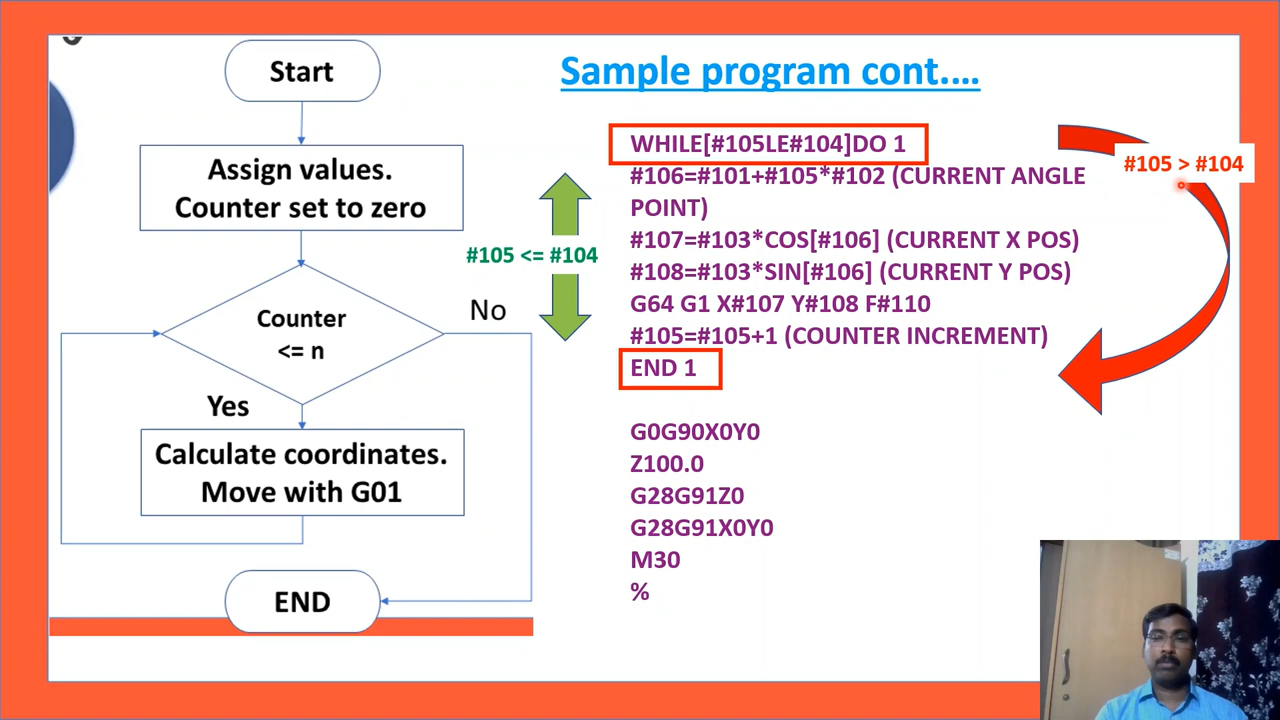 Sample program cont....
Start
Assign values.
Counter set to zero
Counter
<= n
No
Yes
Calculate coordinates.
Move with G01
END
#105 <= #104
WHILE[#105LE#104]DO 1
#106=#101+#105*#102 (CURRENT ANGLE
POINT)
#107=#103*COS[#106] (CURRENT X POS)
#108=#103*SIN[#106] (CURRENT Y POS)
G64 G1 X#107 Y#108 F#110
#105=#105+1 (COUNTER INCREMENT)
END 1
G0G90X0Y0
Z100.0
G28G91Z0
G28G91X0Y0
M30
%
#105 > #104